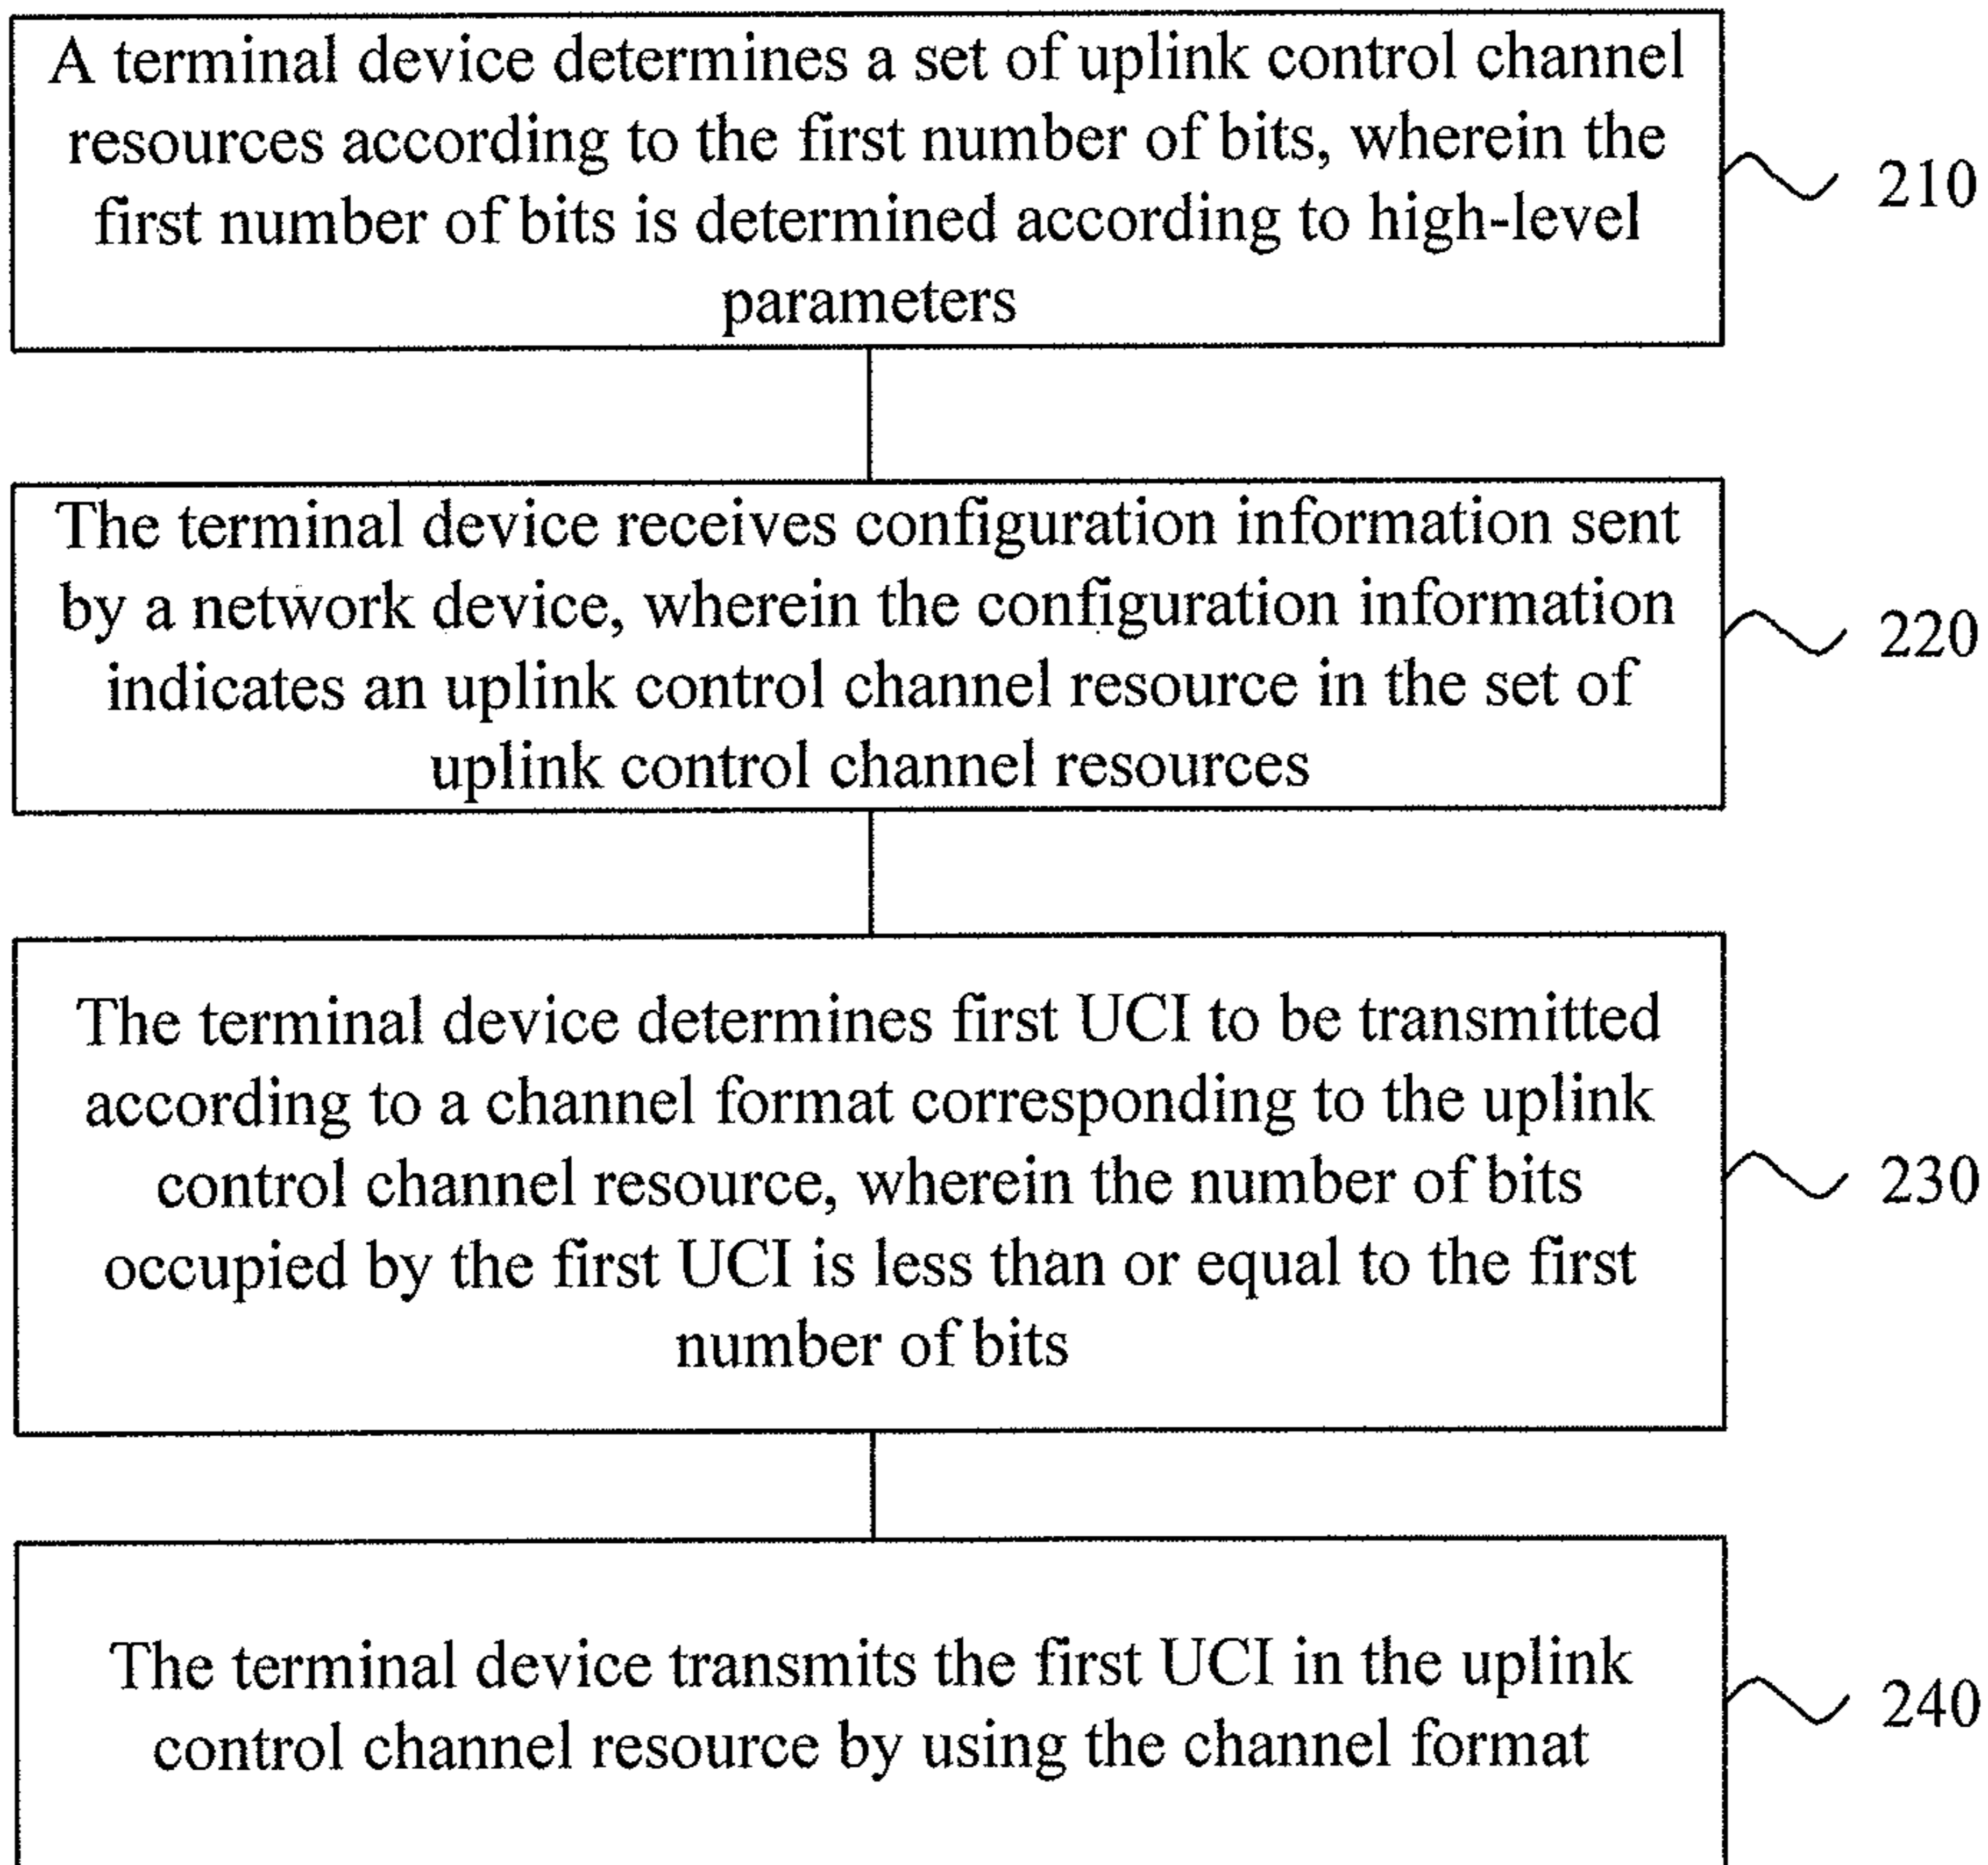 A terminal device determines a set of uplink control channel
resources according to the first number of bits, wherein the
first number of bits is determined according to high-level
parameters
210
The terminal device receives configuration information sent
by a network device, wherein the configuration information
indicates an uplink control channel resource in the set of
uplink control channel resources
220
The terminal device determines first UCI to be transmitted
according to a channel format corresponding to the uplink
control channel resource, wherein the number of bits
occupied by the first UCI is less than or equal to the first
number of bits
230
The terminal device transmits the first UCI in the uplink
control channel resource by using the channel format
240